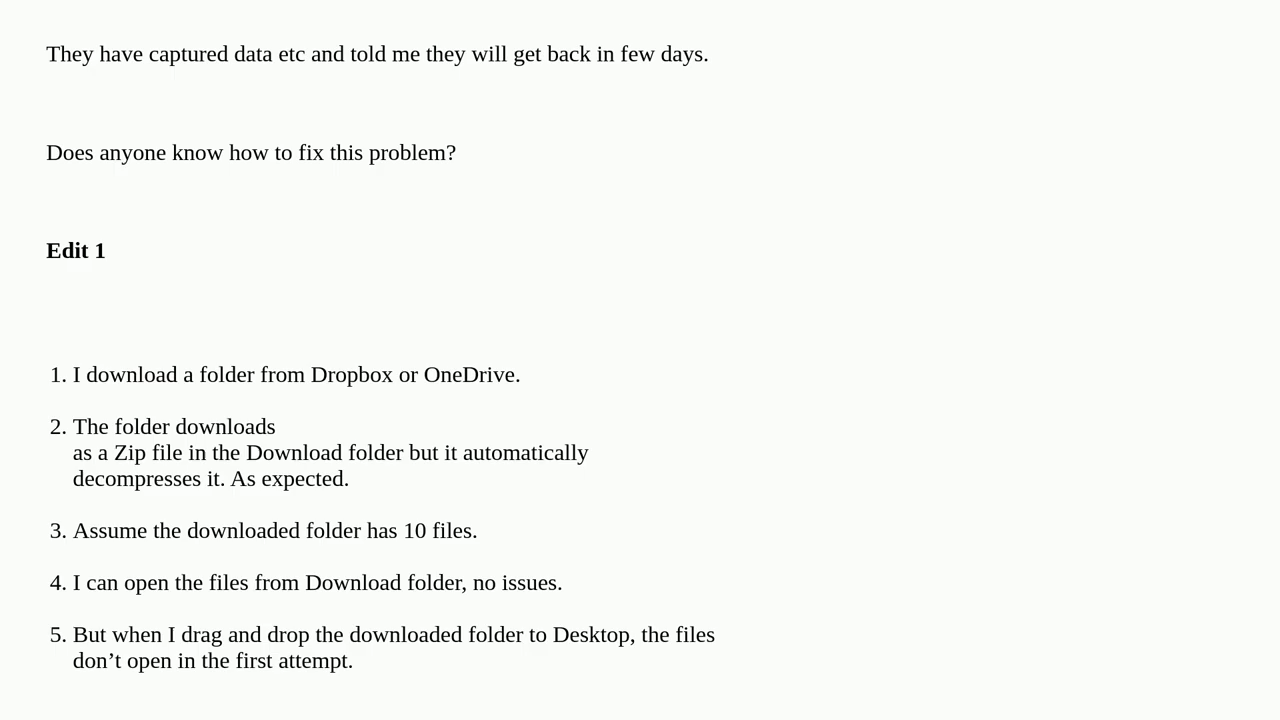 They have captured data etc and told me they will get back in few days.
Does anyone know how to fix this problem?
Edit 1
1. I download a folder from Dropbox or OneDrive.
2. The folder downloads
as a Zip file in the Download folder but it automatically
decompresses it. As expected.
3. Assume the downloaded folder has 10 files.
4. I can open the files from Download folder, no issues.
5. But when I drag and drop the downloaded folder to Desktop, the files
don’t open in the first attempt.